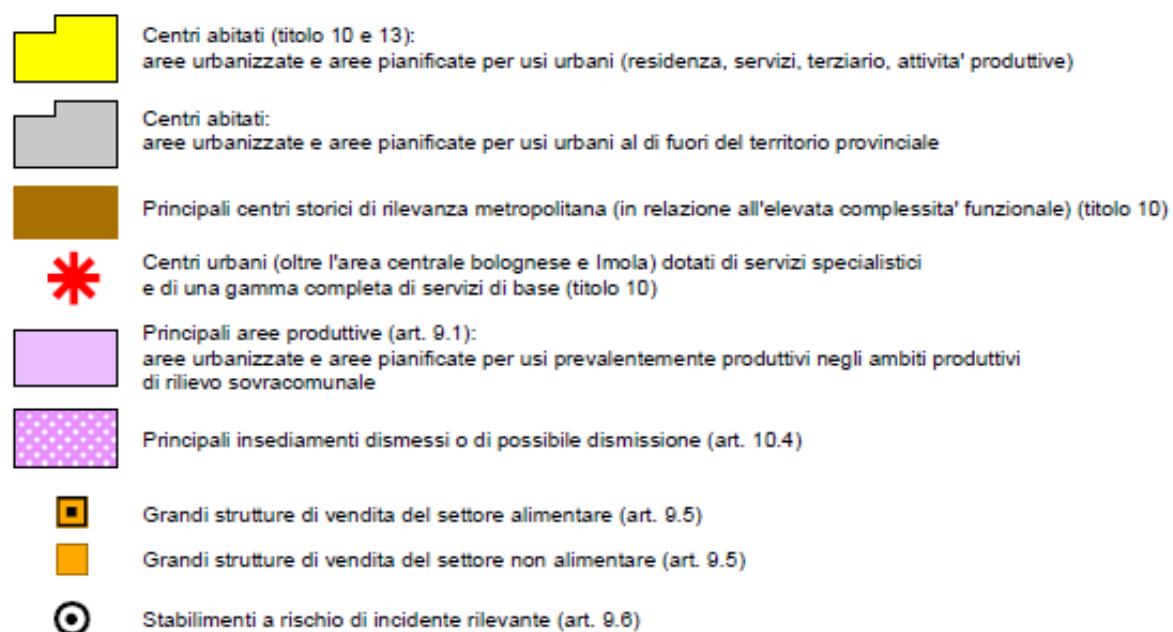 Centri abitati (titolo 10 e 13):
aree urbanizzate e aree pianificate per usi urbani (residenza, servizi, terziario, attivita' produttive)
Centri abitati:
aree urbanizzate e aree pianificate per usi urbani al di fuori del territorio provinciale
Principali centri storici di rilevanza metropolitana (in relazione all'elevata complessita' funzionale) (titolo 10)
Centri urbani (oltre l'area centrale bolognese e Imola) dotati di servizi specialistici
e di una gamma completa di servizi di base (titolo 10)
Principali aree produttive (art. 9.1):
aree urbanizzate e aree pianificate per usi prevalentemente produttivi negli ambiti produttivi
di rilievo sovracomunale
Principali insediamenti dismessi o di possibile dismissione (art. 10.4)
Grandi strutture di vendita del settore alimentare (art. 9.5)
Grandi strutture di vendita del settore non alimentare (art. 9.5)
Stabilimenti a rischio di incidente rilevante (art. 9.6)